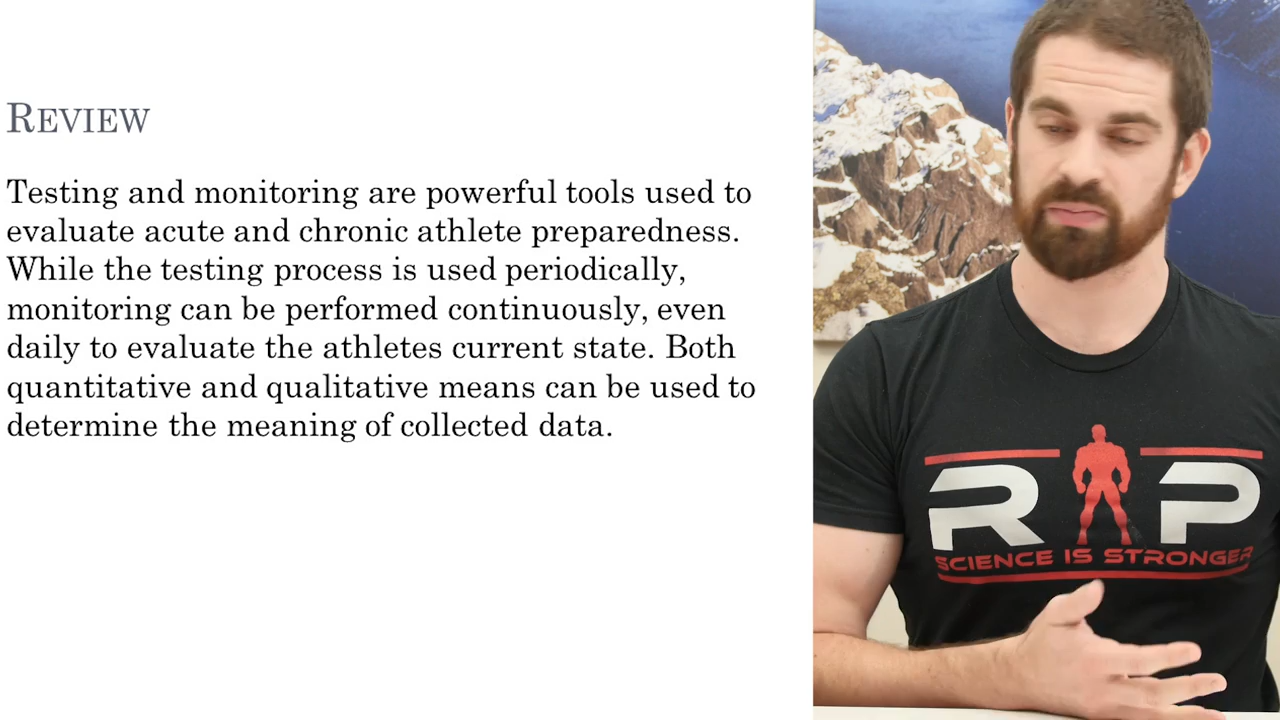 REVIEW
Testing and monitoring are powerful tools used to
evaluate acute and chronic athlete preparedness.
While the testing process is used periodically,
monitoring can be performed continuously, even
daily to evaluate the athletes current state. Both
quantitative and qualitative means can be used to
determine the meaning of collected data.
R P
SCIENCE IS STRONGER